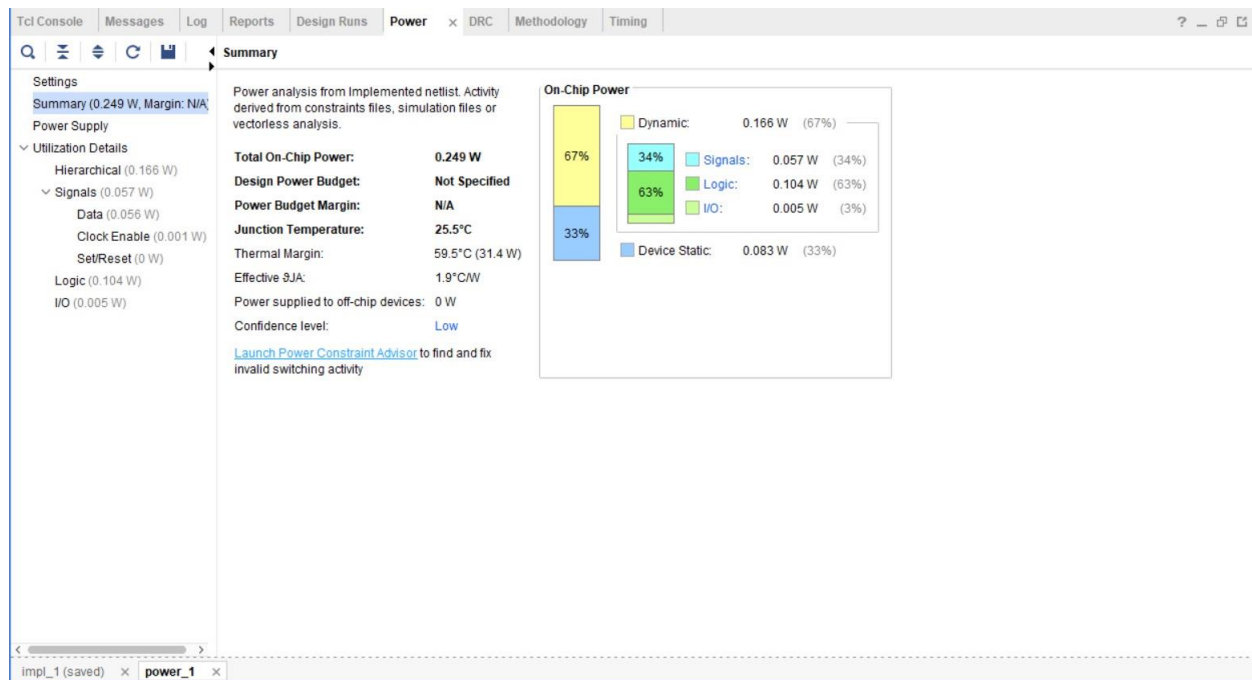 Tcl Console Messages Log Reports Design Runs Power × DRC Methodology Timing ?
Summary
Settings
Summary (0.249 W, Margin: N/A)
Power Supply
Utilization Details
Hierarchical (0.166 W)
Signals (0.057 W)
Data (0.056 W)
Clock Enable (0.001 W)
Set/Reset (0 W)
Logic (0.104 W)
I/O (0.005 W)
Power analysis from Implemented netlist. Activity
derived from constraints files, simulation files or
vectorless analysis.
Total On-Chip Power: 0.249 W
Design Power Budget: Not Specified
Power Budget Margin: N/A
Junction Temperature: 25.5°C
Thermal Margin: 59.5°C (31.4 W)
Effective ϑJA: 1.9°C/W
Power supplied to off-chip devices: 0 W
Confidence level: Low
Launch Power Constraint Advisor to find and fix
invalid switching activity
On-Chip Power
67%
33%
Dynamic: 0.166 W (67%)
34%
63%
Signals: 0.057 W (34%)
Logic: 0.104 W (63%)
I/O: 0.005 W (3%)
Device Static: 0.083 W (33%)
impl_1 (saved) × power_1 ×